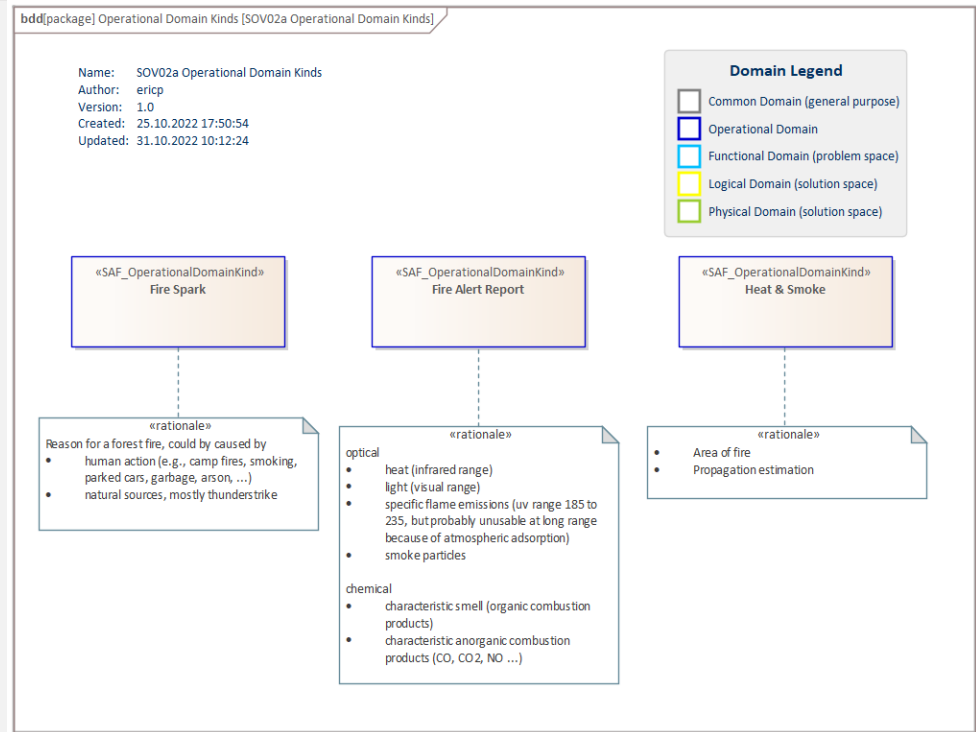 bdd[package] Operational Domain Kinds [SOV02a Operational Domain Kinds]
Name: SOV02a Operational Domain Kinds
Author: ericp
Version: 1.0
Created: 25.10.2022 17:50:54
Updated: 31.10.2022 10:12:24
Domain Legend
Common Domain (general purpose)
Operational Domain
Functional Domain (problem space)
Logical Domain (solution space)
Physical Domain (solution space)
«SAF_OperationalDomainKind»
Fire Spark
«SAF_OperationalDomainKind»
Fire Alert Report
«SAF_OperationalDomainKind»
Heat & Smoke
«rationale»
Reason for a forest fire, could by caused by
• human action (e.g., camp fires, smoking,
parked cars, garbage, arson, ...)
• natural sources, mostly thunderstrike
«rationale»
optical
• heat (infrared range)
• light (visual range)
• specific flame emissions (uv range 185 to
235, but probably unusable at long range
because of atmospheric adsorption)
• smoke particles
chemical
• characteristic smell (organic combustion
products)
• characteristic anorganic combustion
products (CO, CO2, NO ...)
«rationale»
• Area of fire
• Propagation estimation